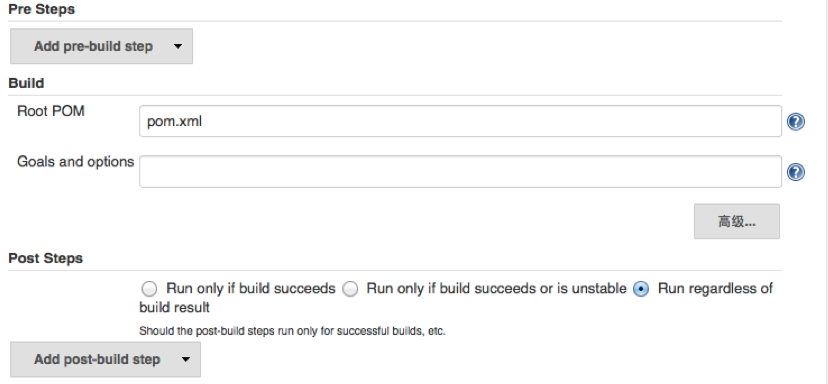 Pre Steps
Add pre-build step
Build
Root POM
pom.xml
Goals and options
高级...
Post Steps
Run only if build succeeds Run only if build succeeds or is unstable Run regardless of
build result
Should the post-build steps run only for successful builds, etc.
Add post-build step